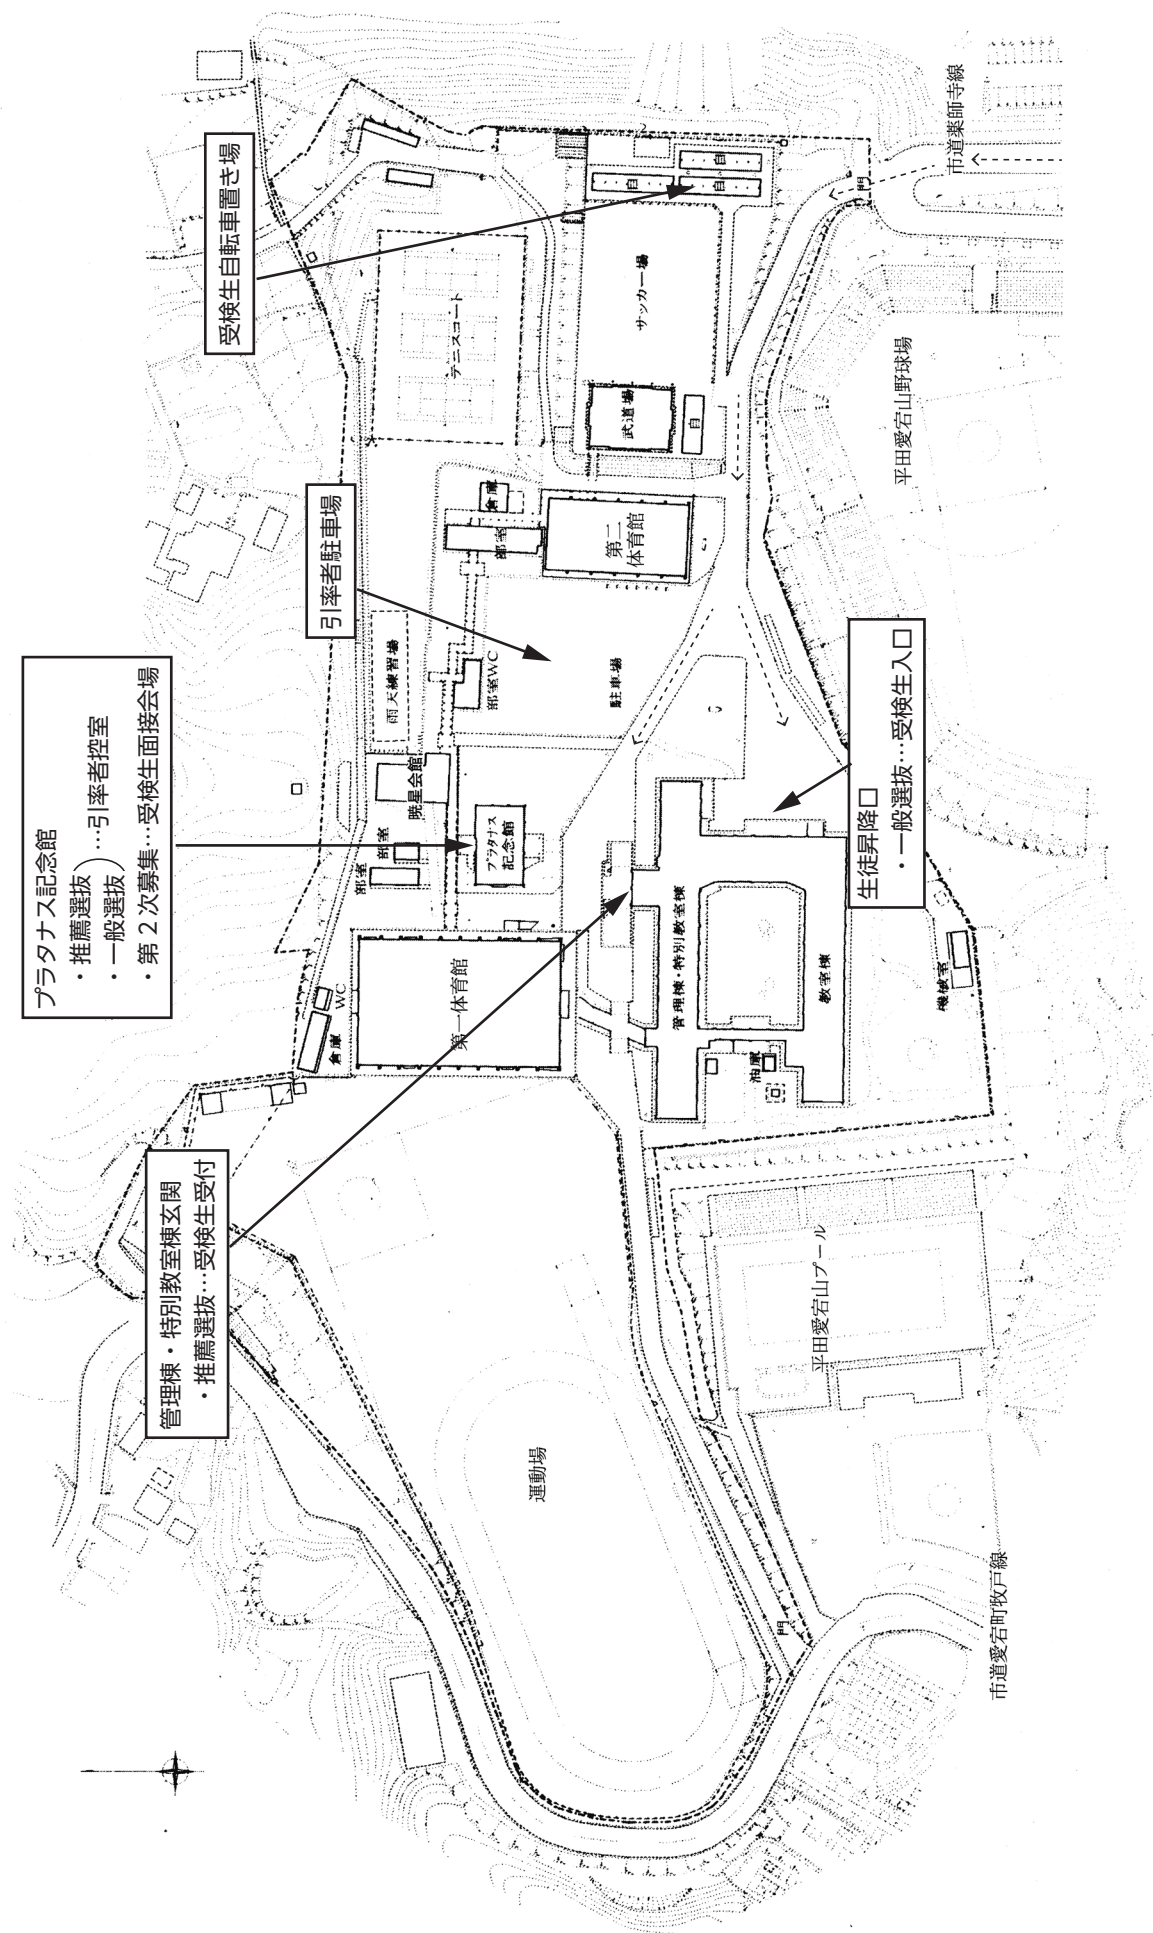 プラタナス記念館
・推薦選抜
・一般選抜）…引率者控室
・第２次募集…受検生面接会場
管理棟・特別教室棟玄関
・推薦選抜…受検生受付
引率者駐車場
受検生自転車置き場
生徒昇降口
・一般選抜…受検生入口
倉庫
WC
第一体育館
部室
部室
暁星会館
プラタナス
記念館
雨天練習場
部室WC
駐車場
部室
倉庫
第二
体育館
テニスコート
武道場
サッカー場
自
自
自
自
門
市道薬師寺線
平田愛宕山野球場
管理棟・特別教室棟
教室棟
油庫
機械室
運動場
平田愛宕山プール
門
市道愛宕町牧戸線